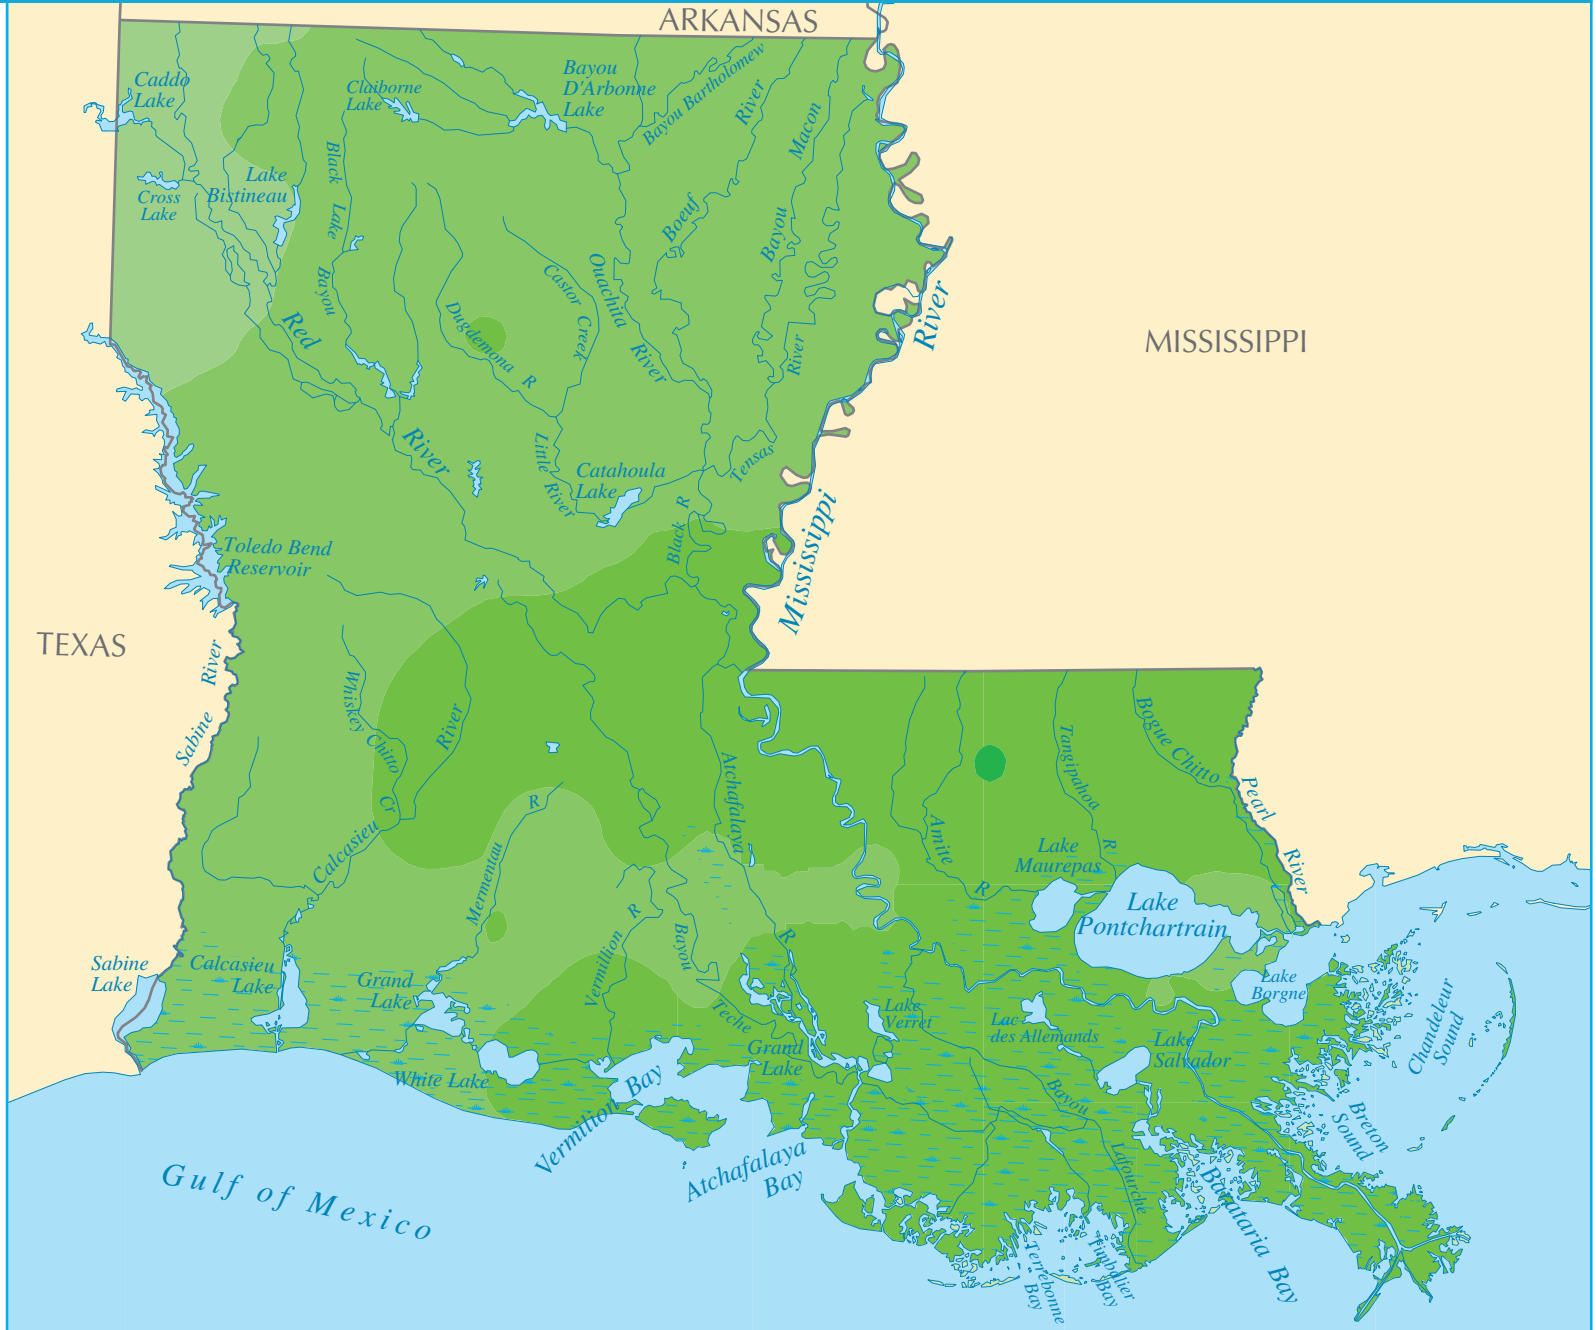 ARKANSAS
Caddo
Lake
Claiborne
Lake
Bayou
D'Arbonne
Lake
Bayou Bartholomew
River
Macon
Cross
Lake
Lake
Bistineau
Black Lake Bayou
Boeuf
Bayou
Ouachita
River
Castor Creek
Dugdemona R
Red
River
River
MISSISSIPPI
River
Little
River
Catahoula
Lake
Tensas
Black R
Mississippi
Toledo Bend
Reservoir
TEXAS
Sabine River
Whiskey Chitto Cr
River
Calcasieu
Atchafalaya
R
Mermentau
R
Amite
R
Tangipahoa
R
Bogue Chitto
Pearl
River
Lake
Maurepas
Lake
Pontchartrain
Lake
Borgne
Sabine
Lake
Calcasieu
Lake
Grand
Lake
White Lake
Vermillion
R
Bayou
Teche
Lake
Verret
Lac
des Allemands
Lake
Salvador
Grand
Lake
Vermilion Bay
Atchafalaya
Bay
Bayou
Lafourche
Chandeleur
Sound
Breton
Sound
Barataria Bay
Terrebonne
Bay
Timbalier
Bay
Gulf of Mexico